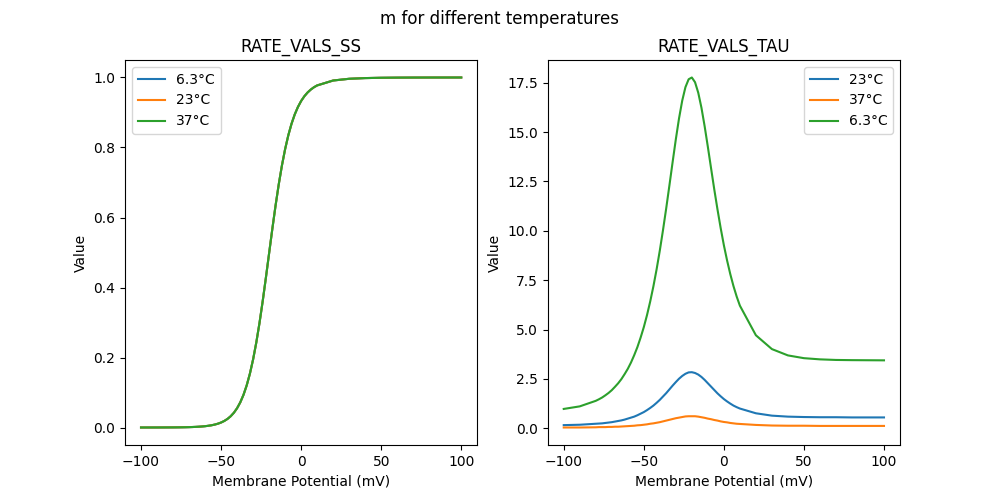 m for different temperatures
RATE_VALS_SS
1.0
0.8
0.6
0.4
0.2
0.0
Value
6.3°C
23°C
37°C
−100
−50
0
50
100
Membrane Potential (mV)
RATE_VALS_TAU
17.5
15.0
12.5
10.0
7.5
5.0
2.5
0.0
Value
23°C
37°C
6.3°C
−100
−50
0
50
100
Membrane Potential (mV)